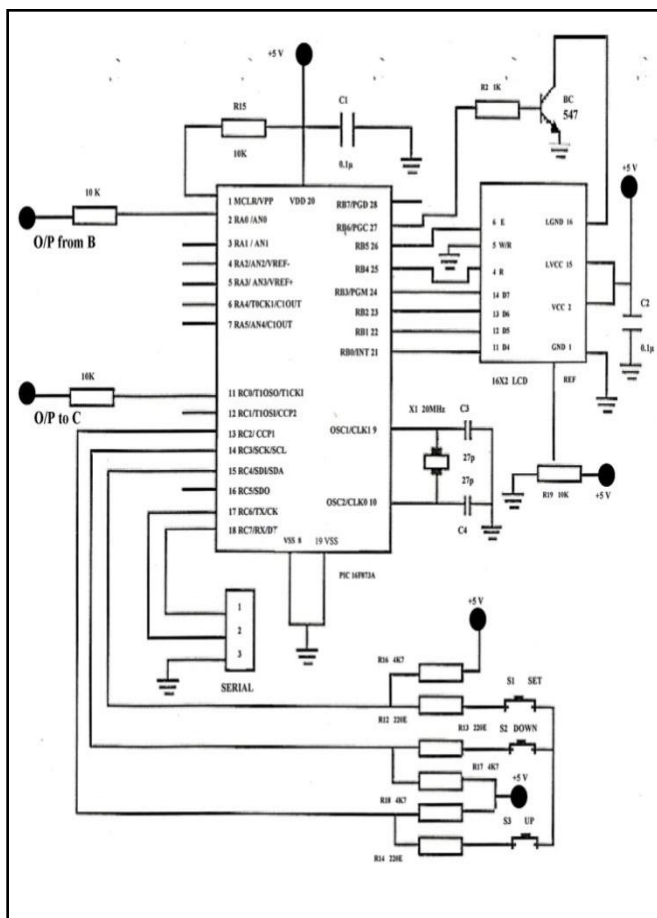 +5 V
R15
10K
C1
0.1µ
R2 1K
BC
547
+5 V
10 K
O/P from B
1 MCLR/VPP
VDD 20
2 RA0 /AN0
3 RA1 / AN1
4 RA2/AN2/VREF-
5 RA3/ AN3/VREF+
6 RA4/T0CK1/C1OUT
7 RA5/AN4/C1OUT
RB7/PGD 28
RB6/PGC 27
RB5 26
RB4 25
RB3/PGM 24
RB2 23
RB1 22
RB0/INT 21
6 E
5 W/R
4 R
14 D7
13 D6
12 D5
11 D4
LGND 16
LVCC 15
VCC 2
GND 1
C2
0.1µ
16X2 LCD
REF
10K
O/P to C
11 RC0/T1OSO/T1CKI
12 RC1/T1OSI/CCP2
13 RC2/ CCP1
14 RC3/SCK/SCL
15 RC4/SDI/SDA
16 RC5/SDO
17 RC6/TX/CK
18 RC7/RX/DT
OSC1/CLK1 9
OSC2/CLK0 10
VSS 8
19 VSS
X1 20MHz
C3
27p
27p
C4
R19 10K
+5 V
PIC 16F873A
1
2
3
SERIAL
+5 V
R16 4K7
S1 SET
R12 220E
R13 220E
S2 DOWN
R17 4K7
+5 V
R18 4K7
S3 UP
R14 220E